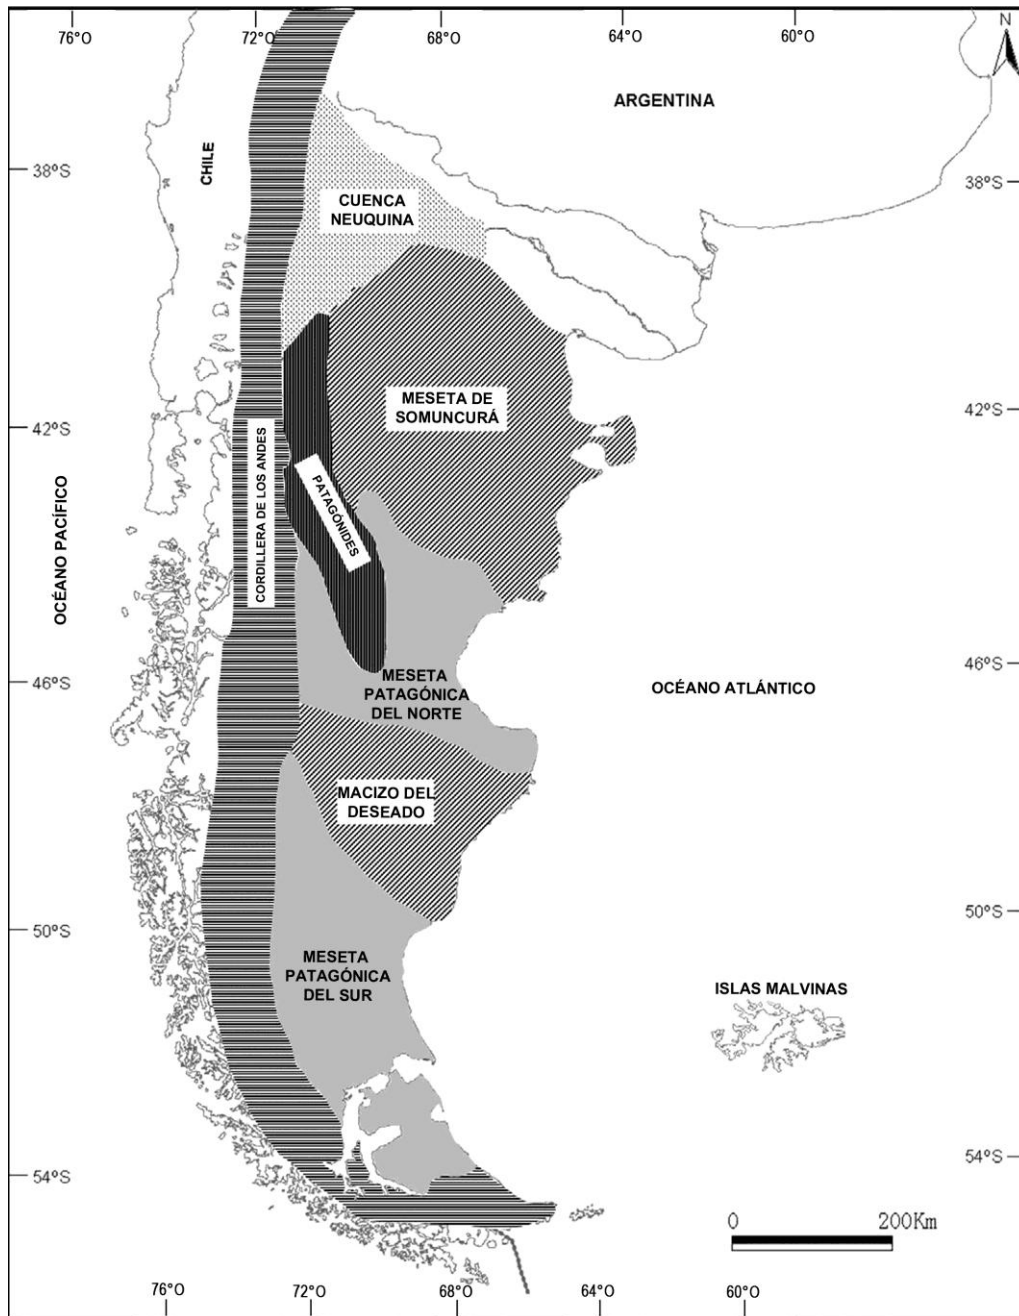 76°O
72°O
68°O
64°O
60°O
N
ARGENTINA
CHILE
38°S
38°S
CUENCA
NEUQUINA
MESETA DE
SOMUNCURÁ
42°S
42°S
OCÉANO PACÍFICO
CORDILLERA DE LOS ANDES
PATAGÓNIDES
46°S
46°S
MESETA
PATAGÓNICA
DEL NORTE
OCÉANO ATLÁNTICO
MACIZO DEL
DESEADO
50°S
50°S
MESETA
PATAGÓNICA
DEL SUR
ISLAS MALVINAS
54°S
54°S
0
200Km
76°O
72°O
68°O
64°O
60°O